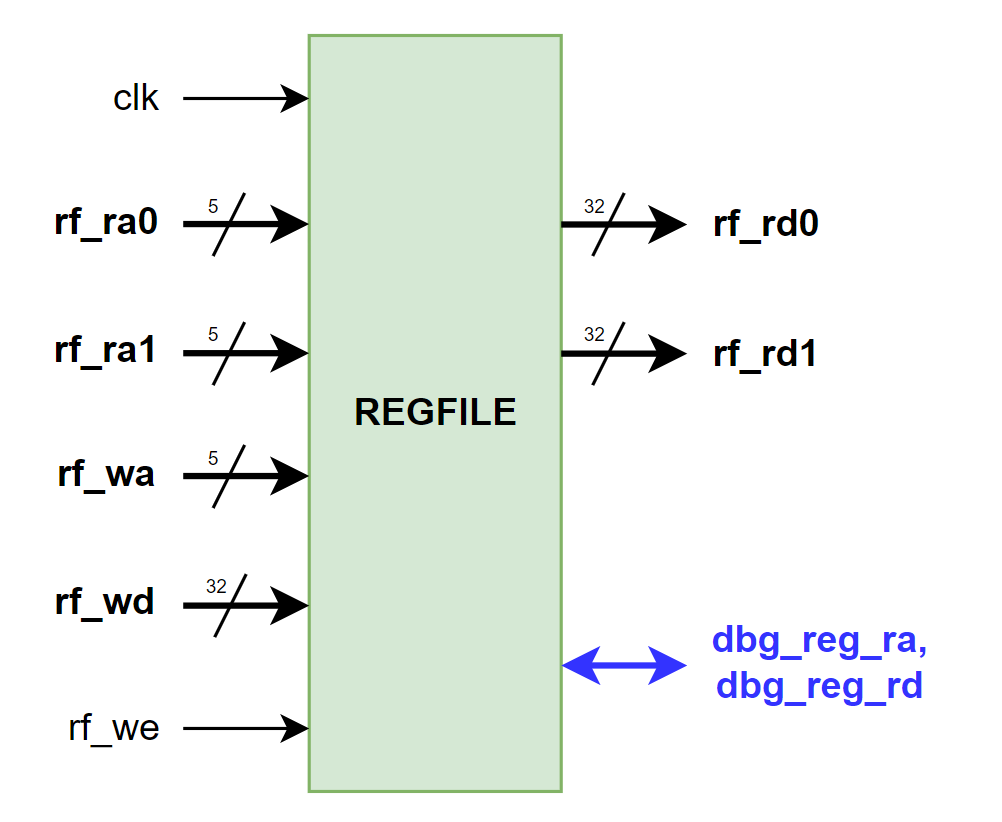 clk
rf_ra0
5
32
rf_rd0
rf_ra1
5
32
rf_rd1
REGFILE
rf_wa
5
rf_wd
32
dbg_reg_ra,
dbg_reg_rd
rf_we